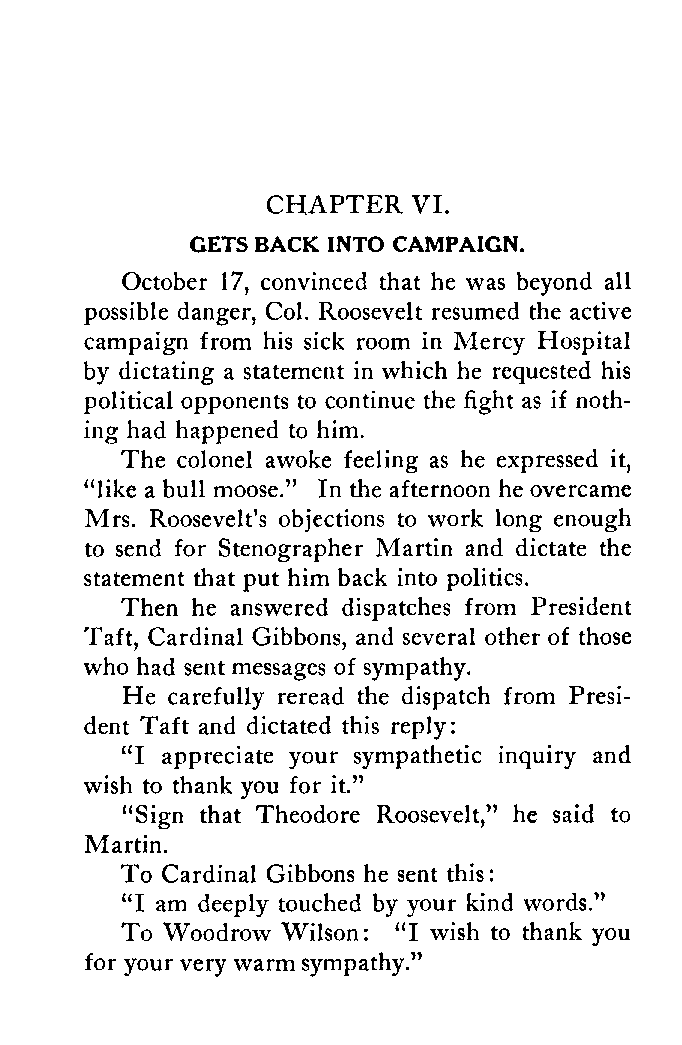 CHAPTER VI.
GETS BACK INTO CAMPAIGN.
October 17, convinced that he was beyond all
possible danger, Col. Roosevelt resumed the active
campaign from his sick room in Mercy Hospital
by dictating a statement in which he requested his
political opponents to continue the fight as if noth-
ing had happened to him.
The colonel awoke feeling as he expressed it,
“like a bull moose.” In the afternoon he overcame
Mrs. Roosevelt's objections to work long enough
to send for Stenographer Martin and dictate the
statement that put him back into politics.
Then he answered dispatches from President
Taft, Cardinal Gibbons, and several other of those
who had sent messages of sympathy.
He carefully reread the dispatch from Presi-
dent Taft and dictated this reply:
“I appreciate your sympathetic inquiry and
wish to thank you for it.”
“Sign that Theodore Roosevelt,” he said to
Martin.
To Cardinal Gibbons he sent this:
“I am deeply touched by your kind words.”
To Woodrow Wilson: “I wish to thank you
for your very warm sympathy.”